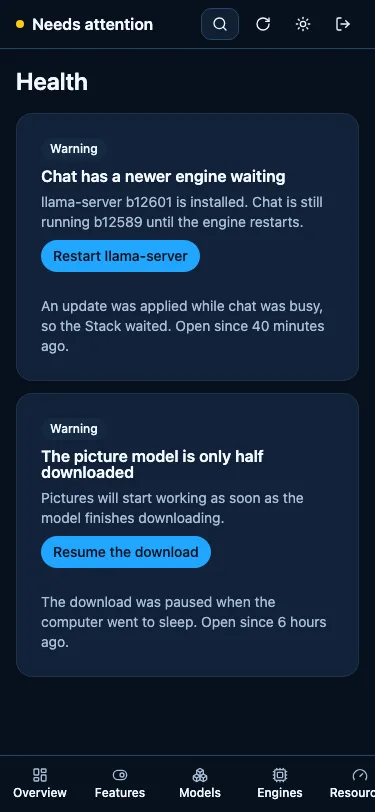 Needs attention
Health
Warning
Chat has a newer engine waiting
llama-server b12601 is installed. Chat is still
running b12589 until the engine restarts.
Restart llama-server
An update was applied while chat was busy,
so the Stack waited. Open since 40 minutes
ago.
Warning
The picture model is only half
downloaded
Pictures will start working as soon as the
model finishes downloading.
Resume the download
The download was paused when the
computer went to sleep. Open since 6 hours
ago.
Overview
Features
Models
Engines
Resourc